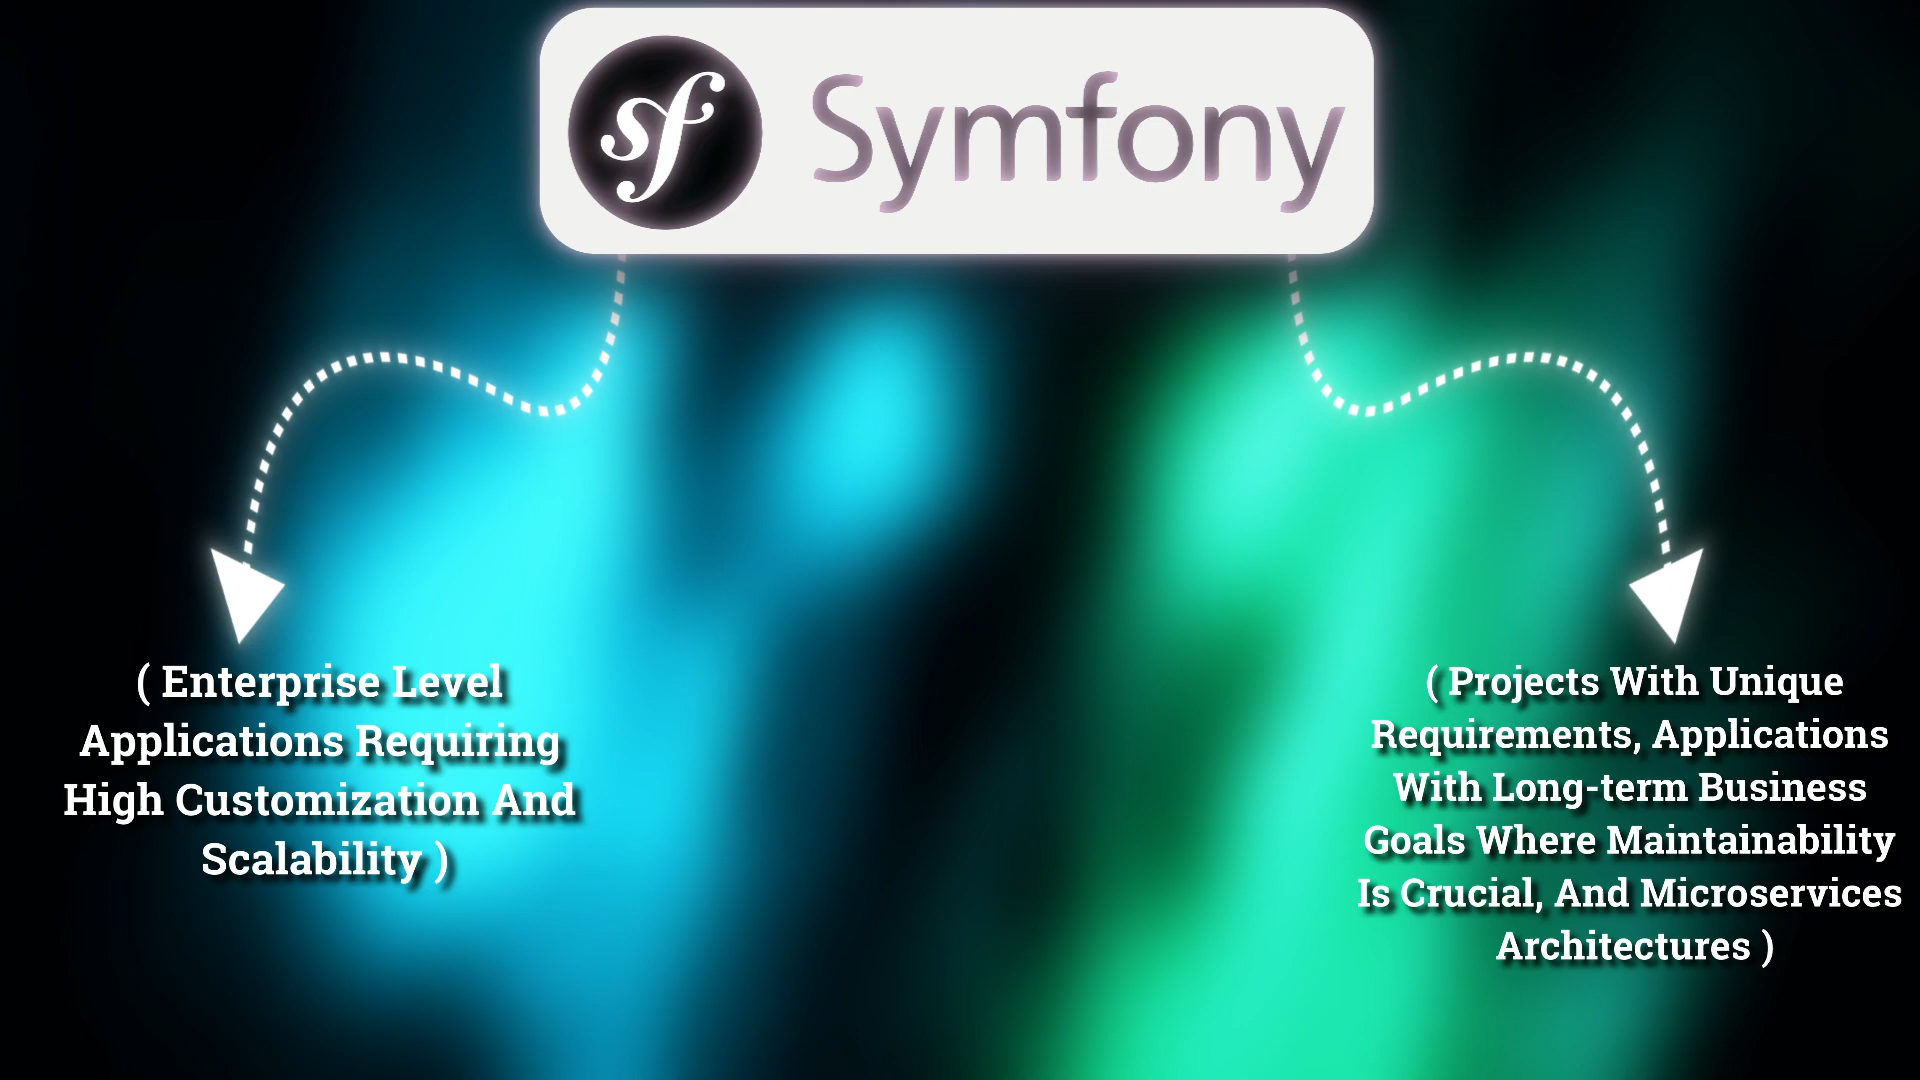 sf Symfony
( Enterprise Level
Applications Requiring
High Customization And
Scalability )
( Projects With Unique
Requirements, Applications
With Long-term Business
Goals Where Maintainability
Is Crucial, And Microservices
Architectures )